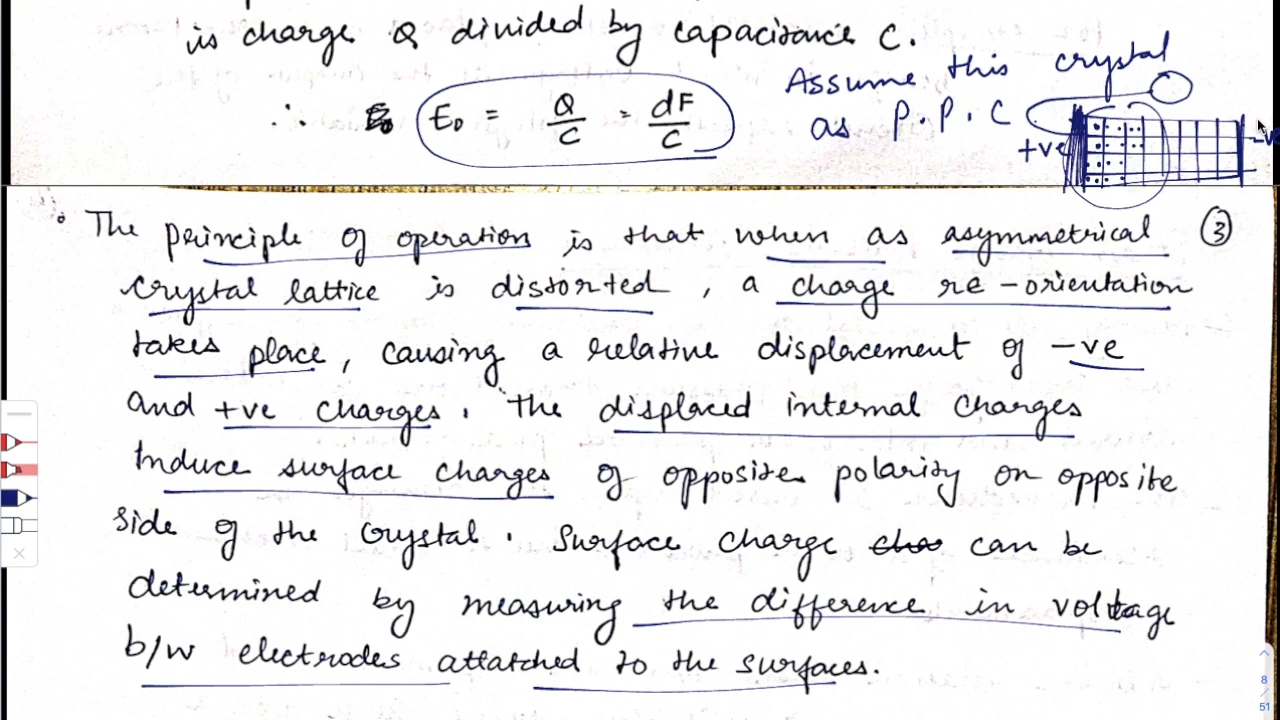 is charge Q divided by capacitance C.
∴ E₀ = Q/C = dF/C
Assume this crystal
as P.P.C
+ve
-v
• The principle of operation is that when as asymmetrical ③
crystal lattice is distorted, a charge re-orientation
takes place, causing a relative displacement of -ve
and +ve charges. The displaced internal charges
Induce surface charges of opposite polarity on opposite
side of the crystal. Surface charge can be
determined by measuring the difference in voltage
b/w electrodes attatched to the surfaces.
8
51